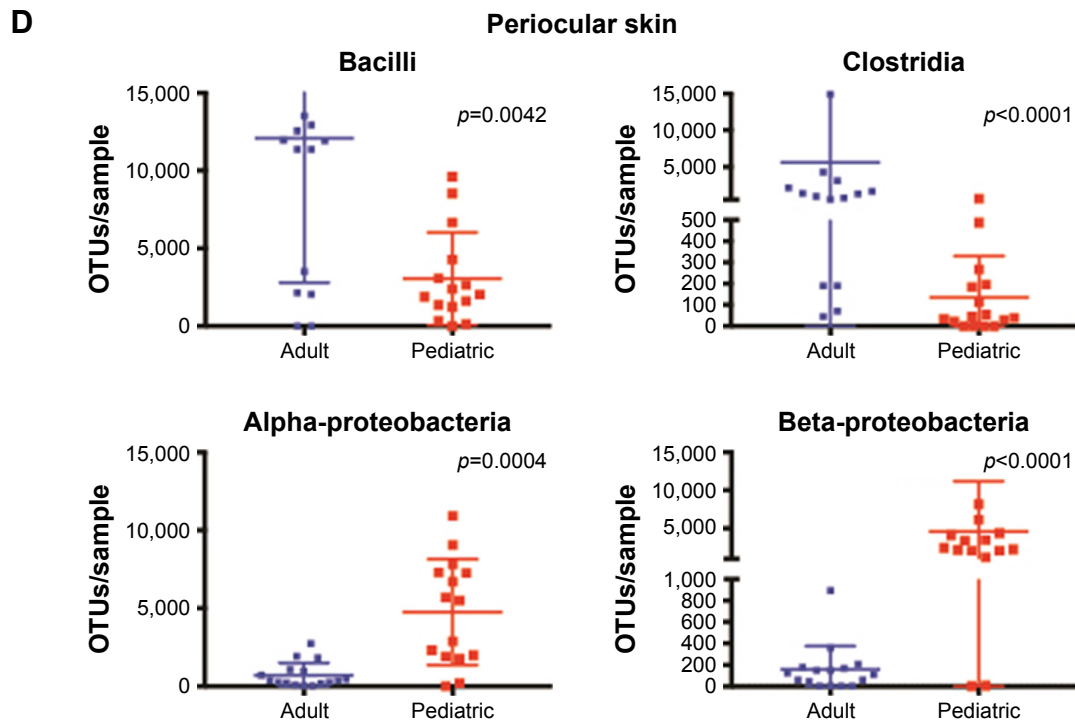 D
Periocular skin
Bacilli
Clostridia
OTUs/sample
15,000
10,000
5,000
0
p=0.0042
Adult
Pediatric
OTUs/sample
15,000
10,000
5,000
500
400
300
200
100
0
p<0.0001
Adult
Pediatric
Alpha-proteobacteria
Beta-proteobacteria
OTUs/sample
15,000
10,000
5,000
0
p=0.0004
Adult
Pediatric
OTUs/sample
15,000
10,000
5,000
1,000
800
600
400
200
0
p<0.0001
Adult
Pediatric